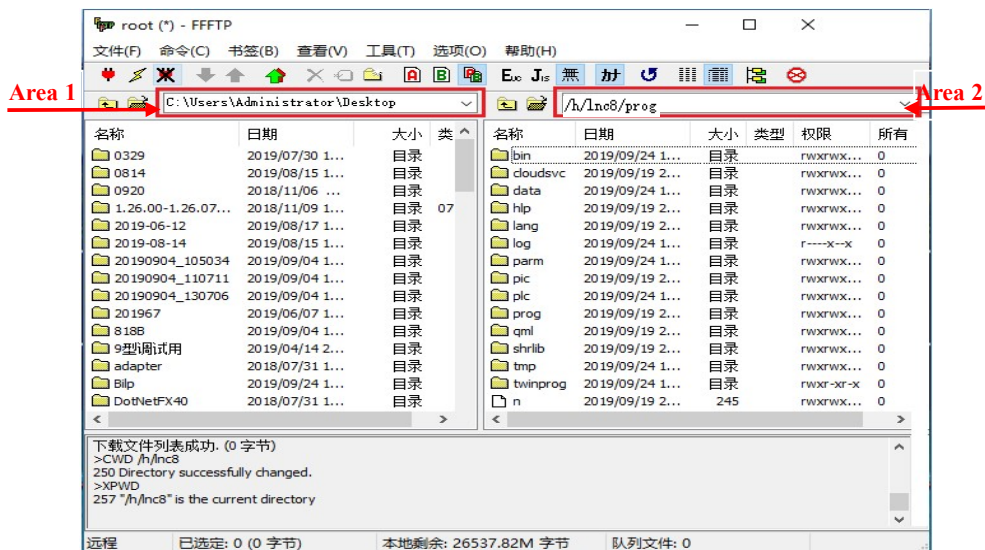 root (*) - FFFTP
文件(F) 命令(C) 书签(B) 查看(V) 工具(T) 选项(O) 帮助(H)
A B Euc Jis 無 カナ
Area 1 C:\Users\Administrator\Desktop /h/lnc8/prog Area 2
名称 日期 大小 类 名称 日期 大小 类型 权限 所有
0329 2019/07/30 1... 目录 bin 2019/09/24 1... 目录 rwxrwx... 0
0814 2019/08/15 1... 目录 cloudsvc 2019/09/19 2... 目录 rwxrwx... 0
0920 2018/11/06 ... 目录 data 2019/09/24 1... 目录 rwxrwx... 0
1.26.00-1.26.07... 2018/11/09 1... 目录 07 hlp 2019/09/19 2... 目录 rwxrwx... 0
2019-06-12 2019/08/17 1... 目录 lang 2019/09/19 2... 目录 rwxrwx... 0
2019-08-14 2019/08/15 1... 目录 log 2019/09/24 1... 目录 r----x--x 0
20190904_105034 2019/09/04 1... 目录 parm 2019/09/24 1... 目录 rwxrwx... 0
20190904_110711 2019/09/04 1... 目录 pic 2019/09/19 2... 目录 rwxrwx... 0
20190904_130706 2019/09/04 1... 目录 plc 2019/09/24 1... 目录 rwxrwx... 0
201967 2019/06/07 1... 目录 prog 2019/09/19 2... 目录 rwxrwx... 0
818B 2019/09/04 1... 目录 qml 2019/09/19 2... 目录 rwxrwx... 0
9型调试用 2019/04/14 2... 目录 shrlib 2019/09/19 2... 目录 rwxrwx... 0
adapter 2018/07/31 1... 目录 tmp 2019/09/24 1... 目录 rwxrwx... 0
Bilp 2019/09/24 1... 目录 twinprog 2019/09/24 1... 目录 rwxr-xr-x 0
DotNetFX40 2018/07/31 1... 目录 n 2019/09/19 2... 245 rwxrwx... 0
下载文件列表成功. (0 字节)
>CWD /h/lnc8
250 Directory successfully changed.
>XPWD
257 "/h/lnc8" is the current directory
远程 已选定: 0 (0 字节) 本地剩余: 26537.82M 字节 队列文件: 0